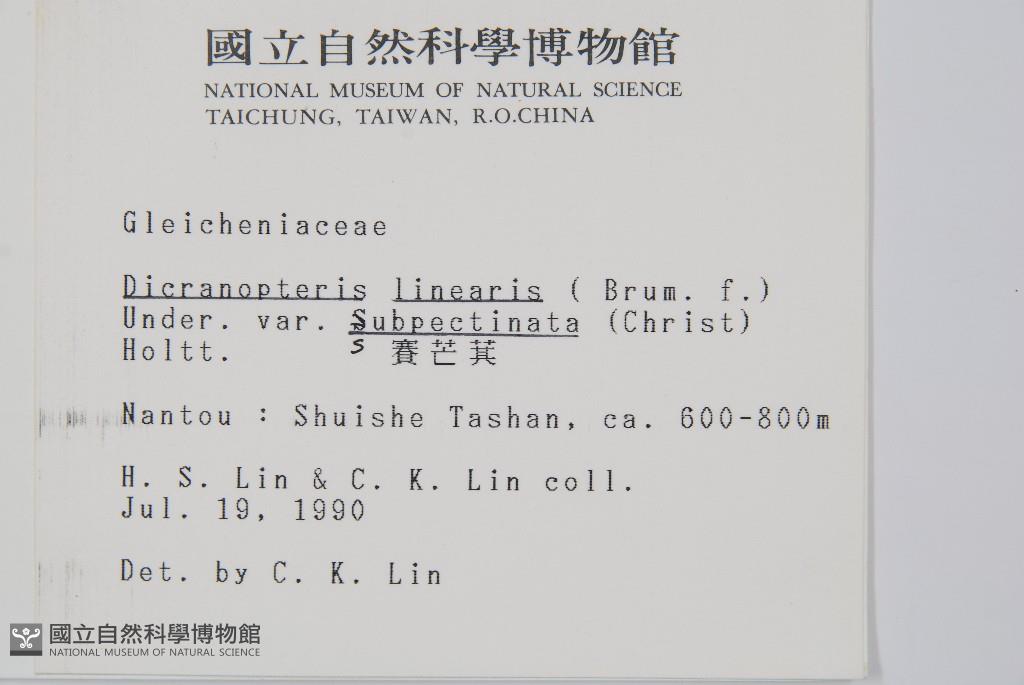 國立自然科學博物館
NATIONAL MUSEUM OF NATURAL SCIENCE
TAICHUNG, TAIWAN, R.O.CHINA
Gleicheniaceae
Dicranopteris linearis ( Brum. f.)
Under. var. Subpectinata (Christ)
s
Holtt. 賽芒萁
Nantou : Shuishe Tashan, ca. 600-800m
H. S. Lin & C. K. Lin coll.
Jul. 19, 1990
Det. by C. K. Lin
國立自然科學博物館
NATIONAL MUSEUM OF NATURAL SCIENCE